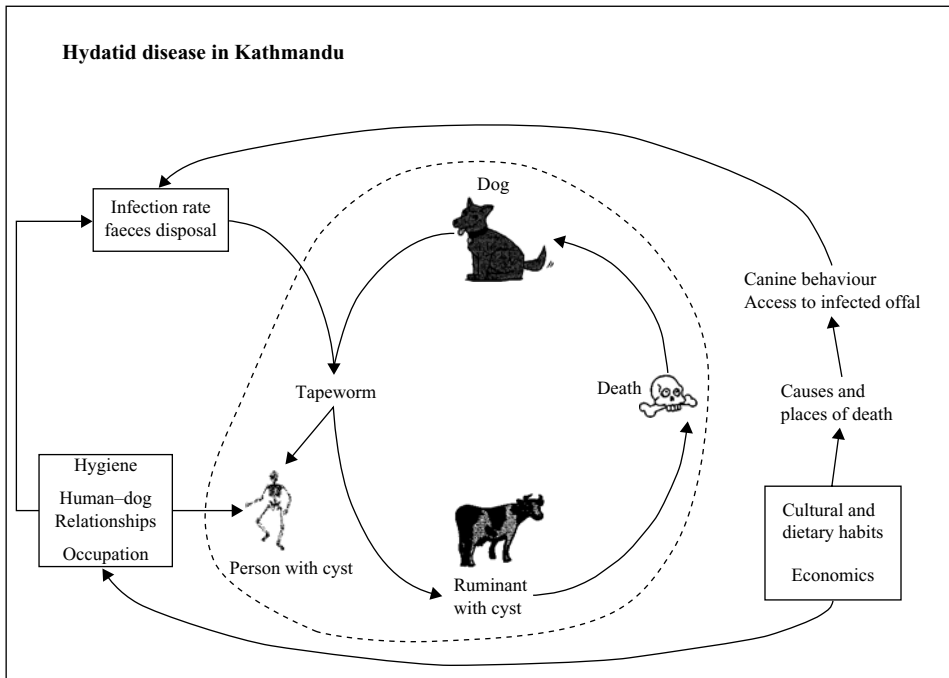 Hydatid disease in Kathmandu
Dog
Infection rate
faeces disposal
Canine behaviour
Access to infected offal
Tapeworm
Death
Causes and
places of death
Hygiene
Human–dog
Relationships
Occupation
Person with cyst
Ruminant
with cyst
Cultural and
dietary habits
Economics